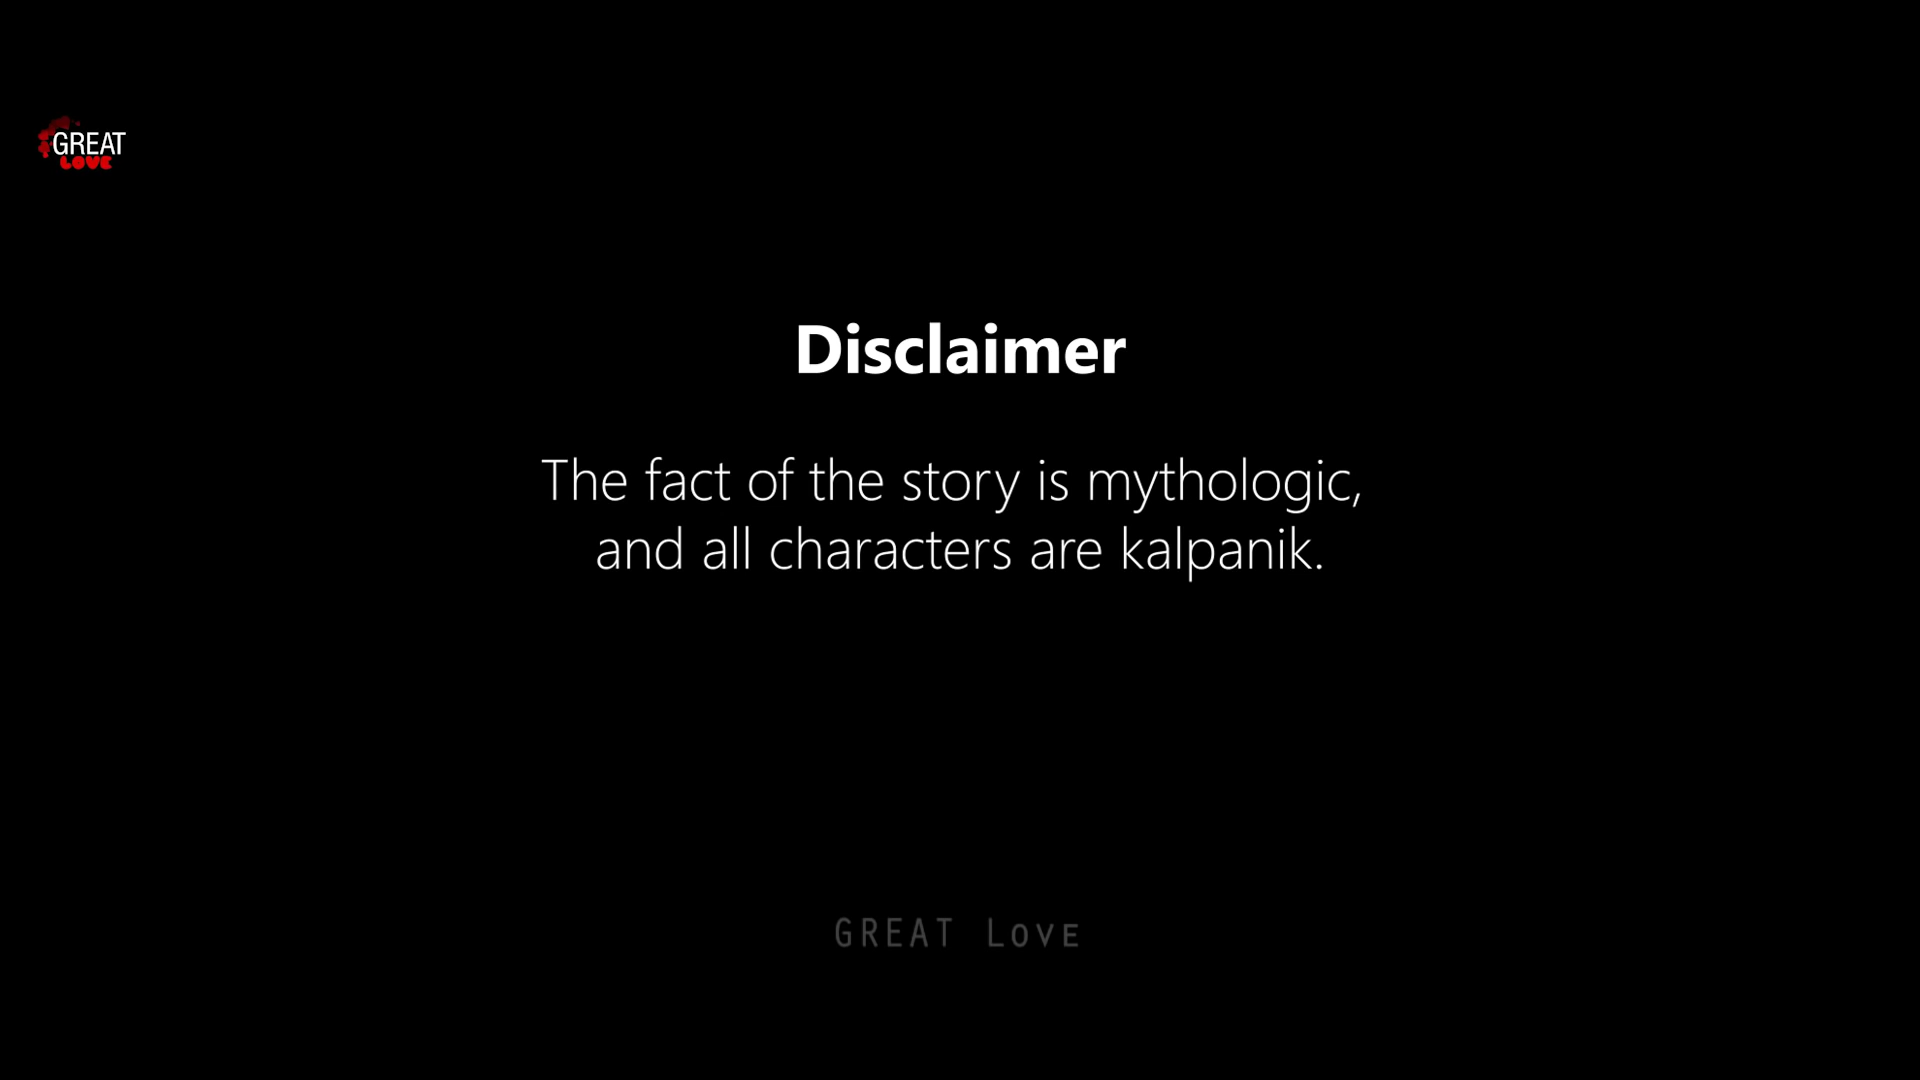 GREAT
LOVE
Disclaimer
The fact of the story is mythologic,
and all characters are kalpanik.
GREAT Love